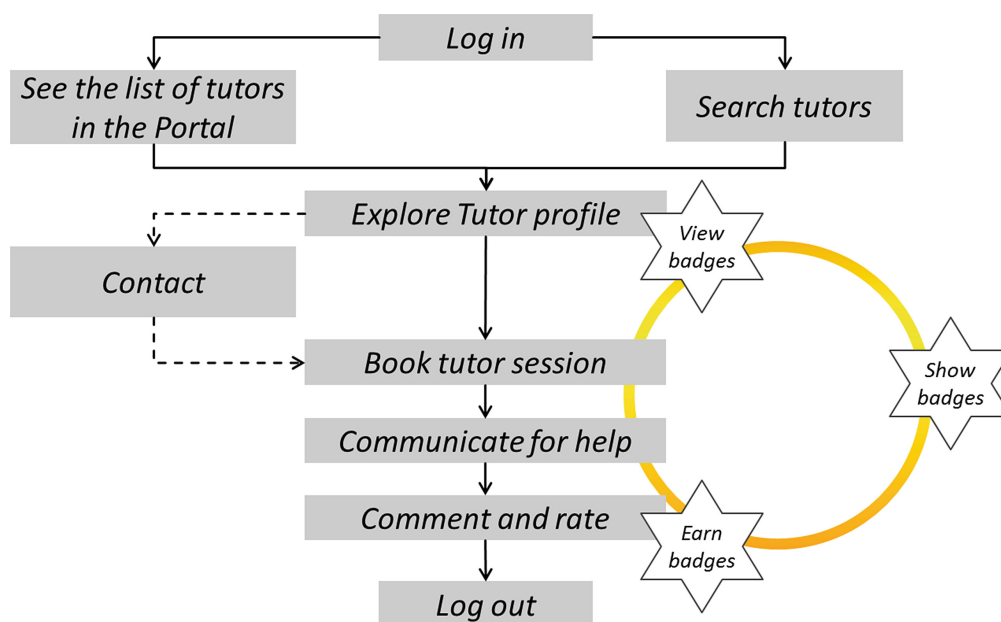 Log in
See the list of tutors
in the Portal
Search tutors
Explore Tutor profile
View
badges
Contact
Book tutor session
Show
badges
Communicate for help
Comment and rate
Earn
badges
Log out